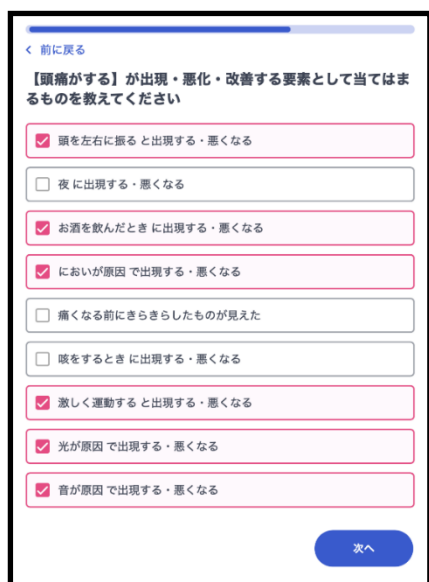 < 前に戻る
【頭痛がする】が出現・悪化・改善する要素として当てはま
るものを教えてください
頭を左右に振る と出現する・悪くなる
夜 に出現する・悪くなる
お酒を飲んだとき に出現する・悪くなる
においが原因 で出現する・悪くなる
痛くなる前にきらきらしたものが見えた
咳をするとき に出現する・悪くなる
激しく運動する と出現する・悪くなる
光が原因 で出現する・悪くなる
音が原因 で出現する・悪くなる
次へ